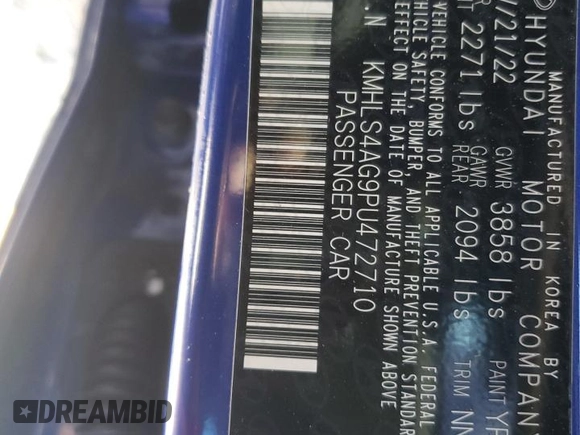 MANUFACTURED IN KOREA BY
HYUNDAI MOTOR COMPAN
/21/22 GVWR 3858 lbs PAINT
2271 lbs GAWR REAR 2094 lbs TRIM NN
VEHICLE CONFORMS TO ALL APPLICABLE U.S.A FEDERAL
VEHICLE SAFETY, BUMPER, AND THEFT PREVENTION STANDAR
EFFECT ON THE DATE OF MANUFACTURE SHOWN ABOVE
.N KMHLS4AG9PU472710
PASSENGER CAR
DREAMBID